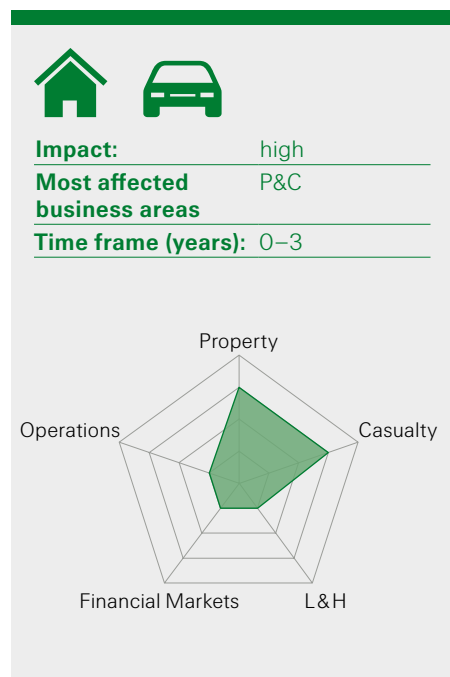 Impact: high
Most affected P&C
business areas
Time frame (years): 0–3
Property
Operations
Casualty
Financial Markets
L&H